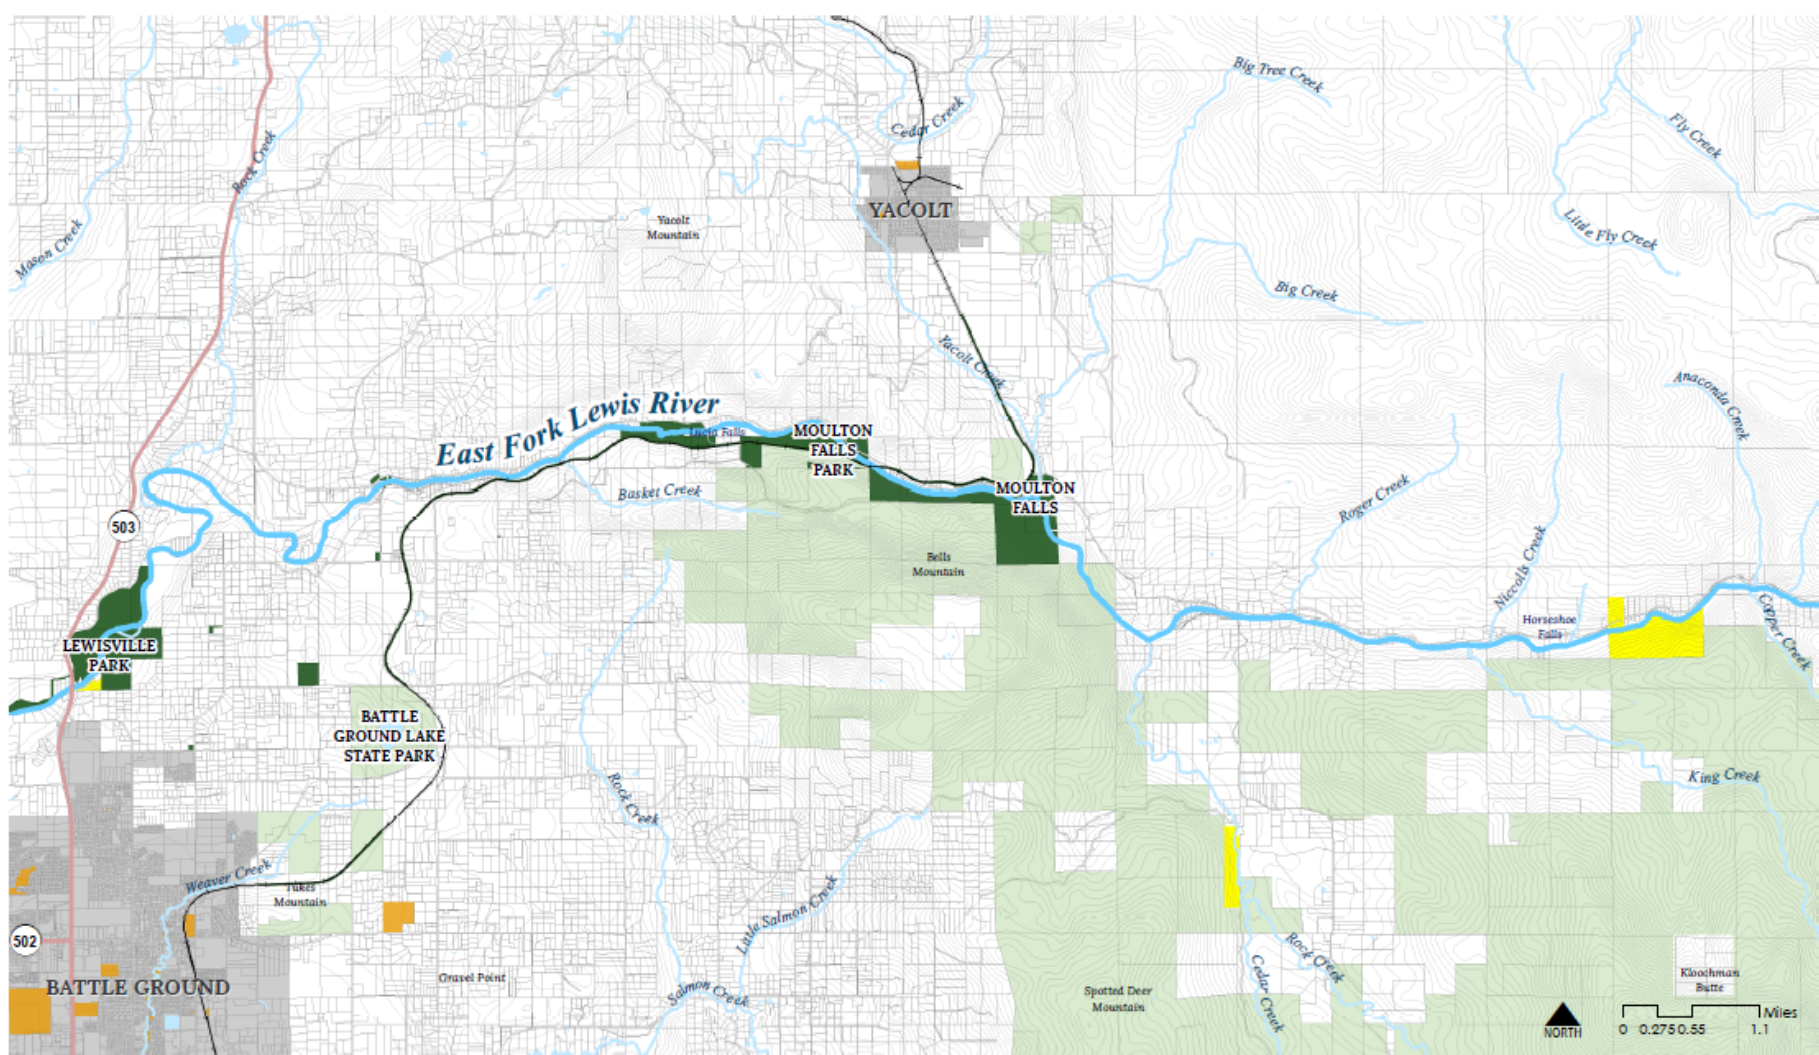 Big Tree Creek
Cedar Creek
Fly Creek
Rock Creek
YACOLT
Yacolt
Mountain
Little Fly Creek
Mason Creek
Big Creek
Yacolt Creek
Anaconda Creek
East Fork Lewis River
Lucia Falls
MOULTON
FALLS
PARK
Basket Creek
MOULTON
FALLS
Roger Creek
503
Bells
Mountain
Niccolls Creek
Horseshoe
Falls
Copper Creek
LEWISVILLE
PARK
BATTLE
GROUND LAKE
STATE PARK
King Creek
Rock Creek
Weaver Creek
Tukes
Mountain
Little Salmon Creek
502
Rock Creek
BATTLE GROUND
Gravel Point
Salmon Creek
Spotted Deer
Mountain
Cedar Creek
Kloochman
Butte
NORTH
Miles
0 0.275 0.55 1.1